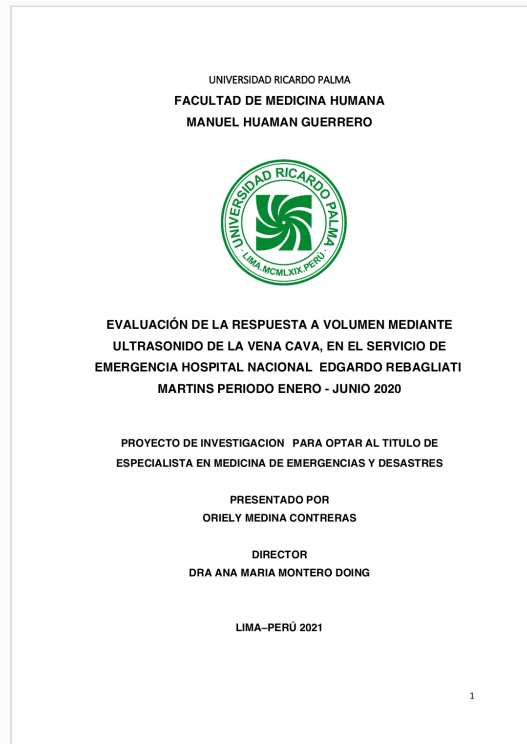 UNIVERSIDAD RICARDO PALMA
FACULTAD DE MEDICINA HUMANA
MANUEL HUAMAN GUERRERO
UNIVERSIDAD RICARDO PALMA
· LIMA.MCMLXIX.PERÚ ·
EVALUACIÓN DE LA RESPUESTA A VOLUMEN MEDIANTE
ULTRASONIDO DE LA VENA CAVA, EN EL SERVICIO DE
EMERGENCIA HOSPITAL NACIONAL EDGARDO REBAGLIATI
MARTINS PERIODO ENERO - JUNIO 2020
PROYECTO DE INVESTIGACION PARA OPTAR AL TITULO DE
ESPECIALISTA EN MEDICINA DE EMERGENCIAS Y DESASTRES
PRESENTADO POR
ORIELY MEDINA CONTRERAS
DIRECTOR
DRA ANA MARIA MONTERO DOING
LIMA–PERÚ 2021
1